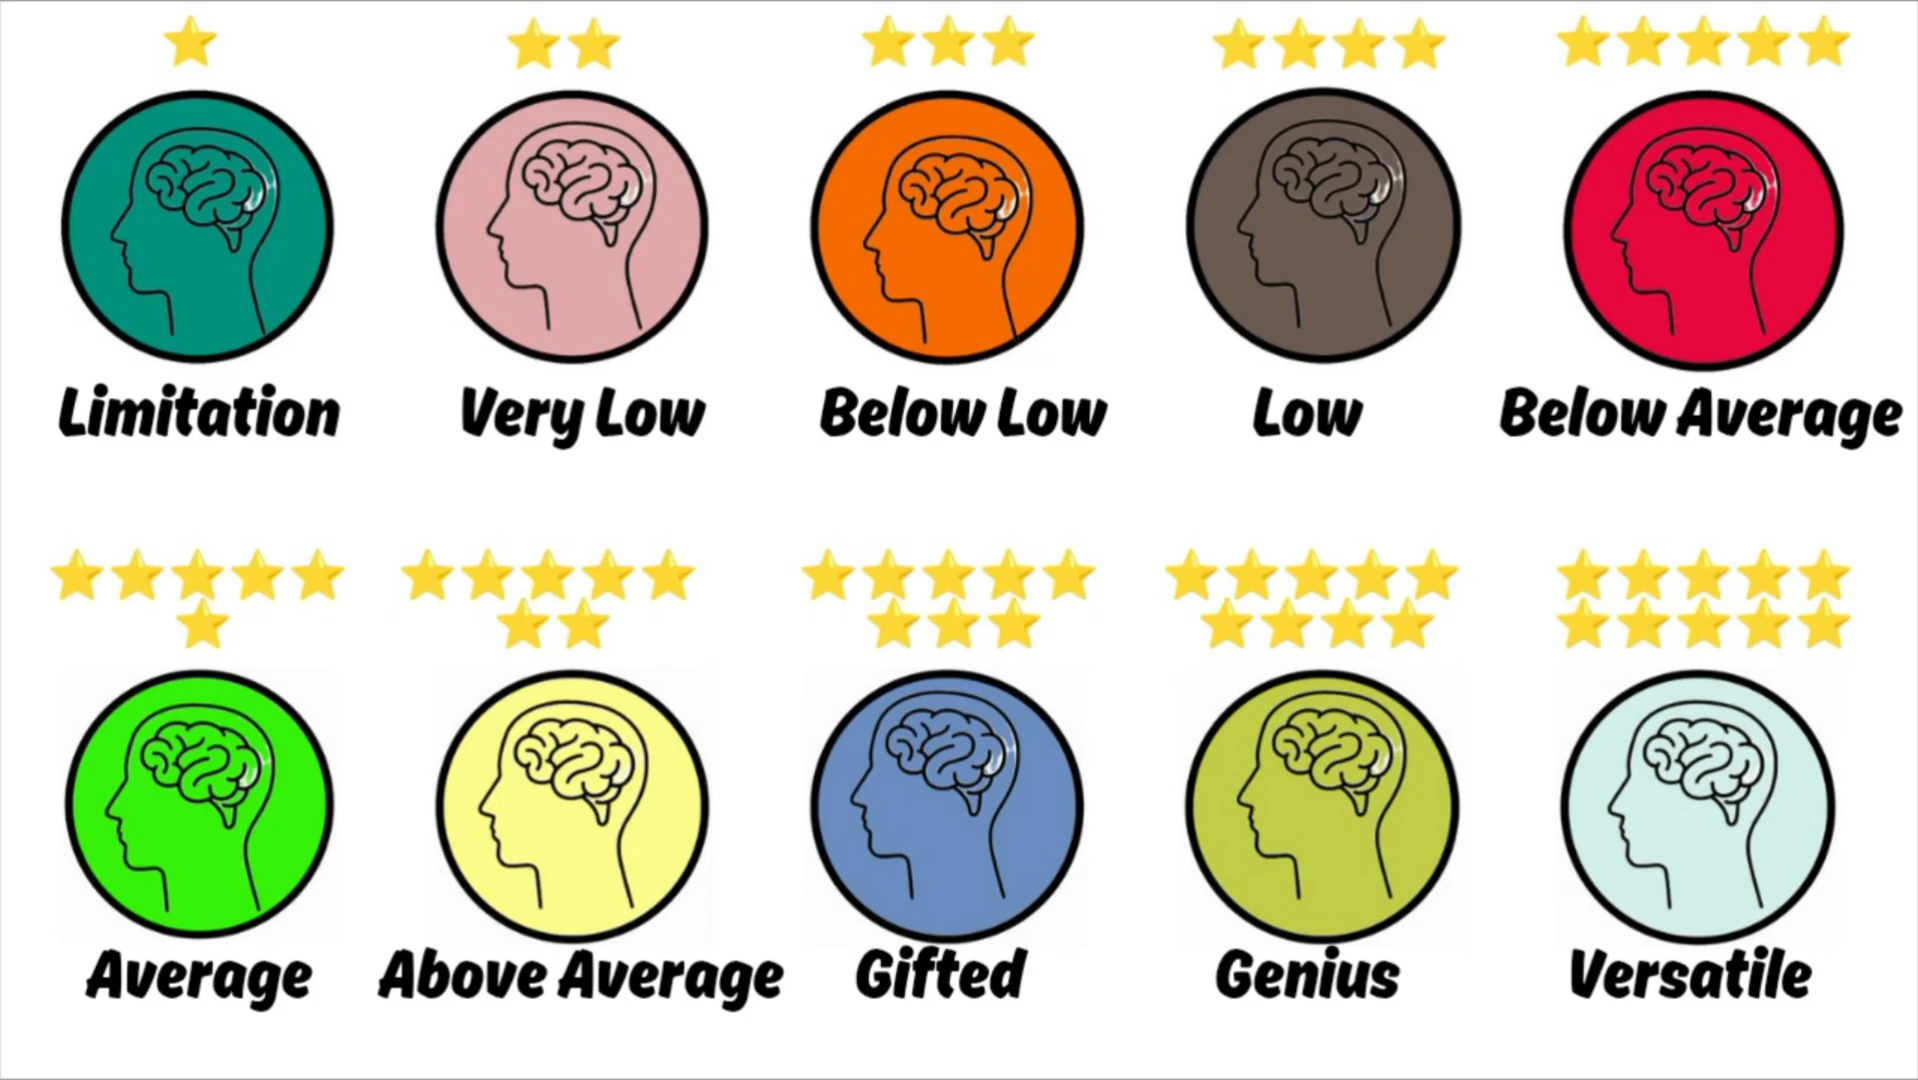 Limitation
Very Low
Below Low
Low
Below Average
Average
Above Average
Gifted
Genius
Versatile